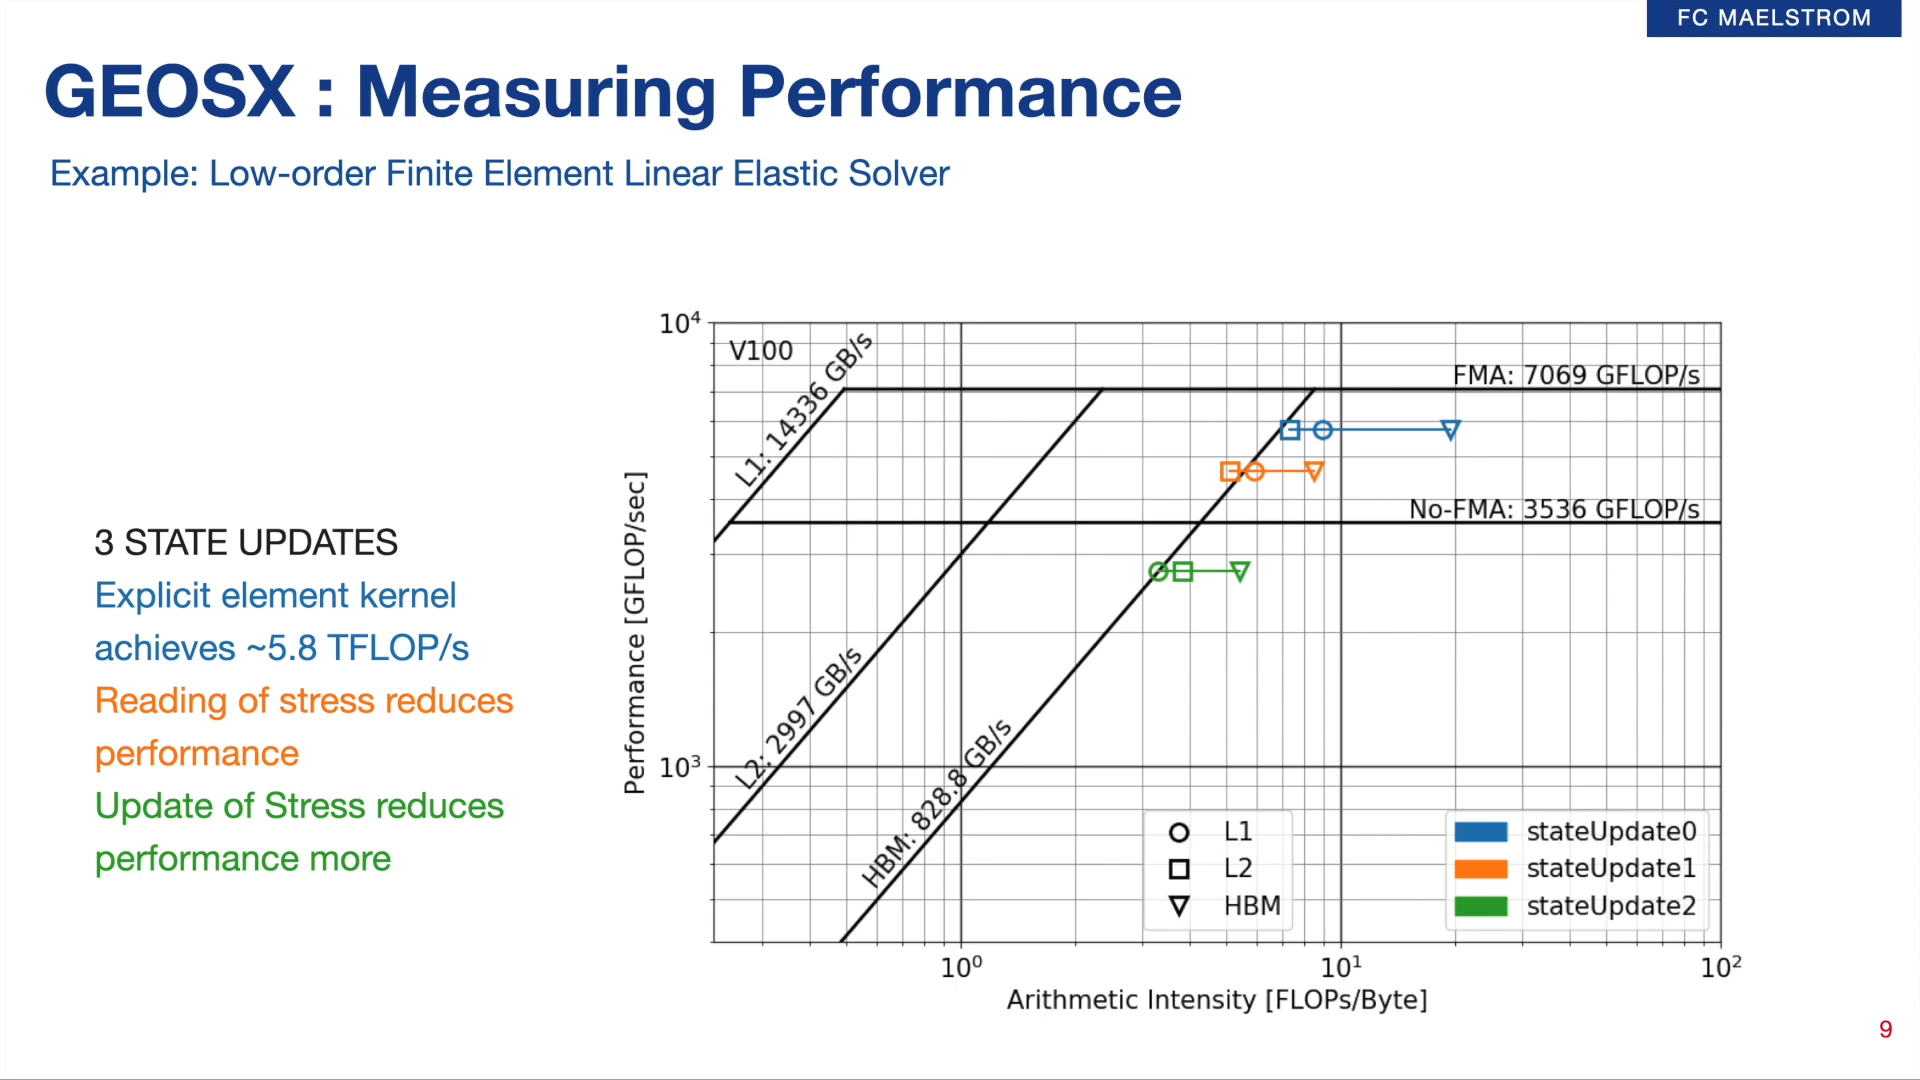 FC MAELSTROM
GEOSX : Measuring Performance
Example: Low-order Finite Element Linear Elastic Solver
3 STATE UPDATES
Explicit element kernel
achieves ~5.8 TFLOP/s
Reading of stress reduces
performance
Update of Stress reduces
performance more
10⁴
10³
Performance [GFLOP/sec]
V100
L1: 14336 GB/s
L2: 2997 GB/s
HBM: 828.8 GB/s
FMA: 7069 GFLOP/s
No-FMA: 3536 GFLOP/s
L1
L2
HBM
stateUpdate0
stateUpdate1
stateUpdate2
10⁰
10¹
10²
Arithmetic Intensity [FLOPs/Byte]
9